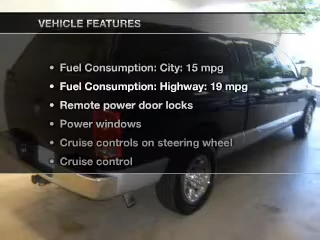 VEHICLE FEATURES
• Fuel Consumption: City: 15 mpg
• Fuel Consumption: Highway: 19 mpg
• Remote power door locks
• Power windows
• Cruise controls on steering wheel
• Cruise control